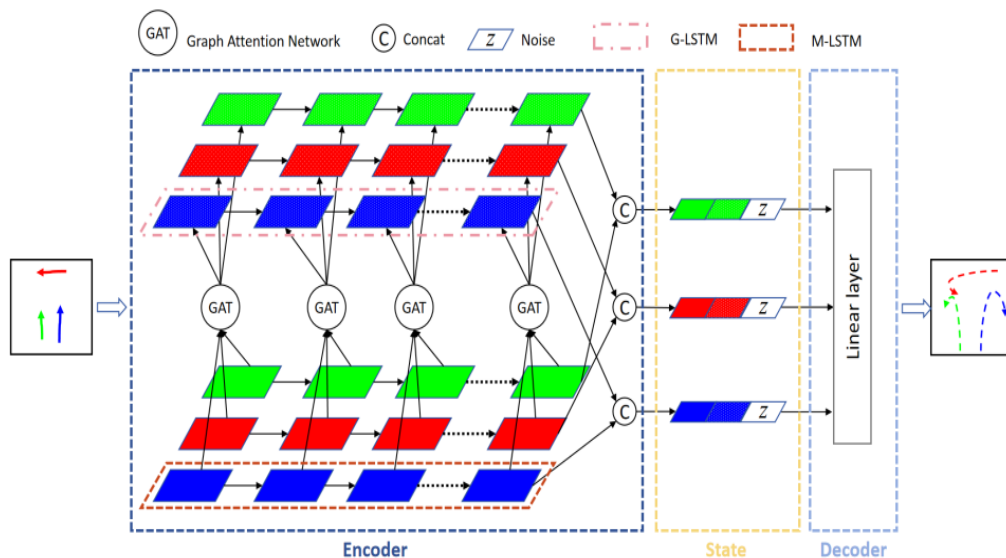 GAT Graph Attention Network C Concat Z Noise G-LSTM M-LSTM
C Z
GAT GAT GAT GAT C Z Linear layer
C Z
Encoder State Decoder